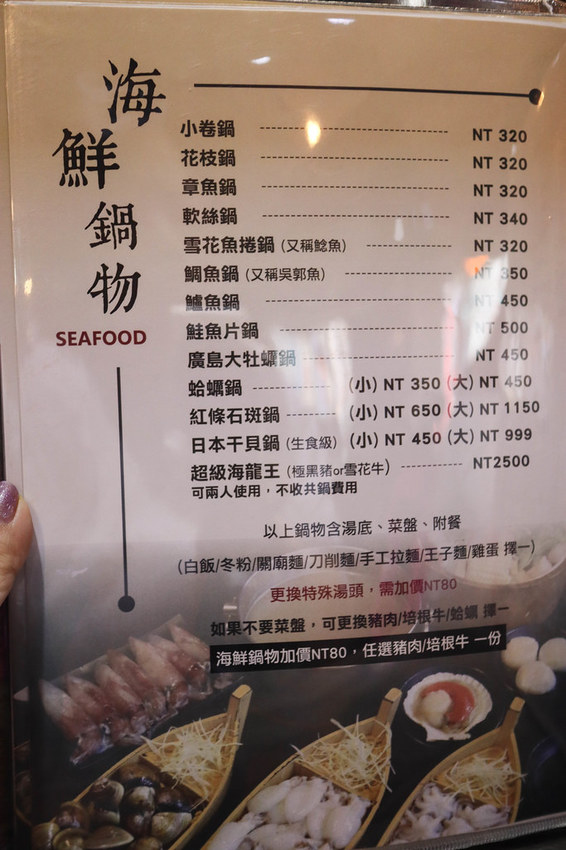 海鮮鍋物
SEAFOOD
小卷鍋 NT 320
花枝鍋 NT 320
章魚鍋 NT 320
軟絲鍋 NT 340
雪花魚捲鍋 (又稱鯰魚) NT 320
鯛魚鍋 (又稱吳郭魚) NT 350
鱸魚鍋 NT 450
鮭魚片鍋 NT 500
廣島大牡蠣鍋 NT 450
蛤蠣鍋 (小) NT 350 (大) NT 450
紅條石斑鍋 (小) NT 650 (大) NT 1150
日本干貝鍋 (生食級) (小) NT 450 (大) NT 999
超級海龍王 (極黑豬or雪花牛) NT2500
可兩人使用，不收共鍋費用
以上鍋物含湯底、菜盤、附餐
(白飯/冬粉/關廟麵/刀削麵/手工拉麵/王子麵/雞蛋 擇一)
更換特殊湯頭，需加價NT80
如果不要菜盤，可更換豬肉/培根牛/蛤蠣 擇一
海鮮鍋物加價NT80，任選豬肉/培根牛 一份